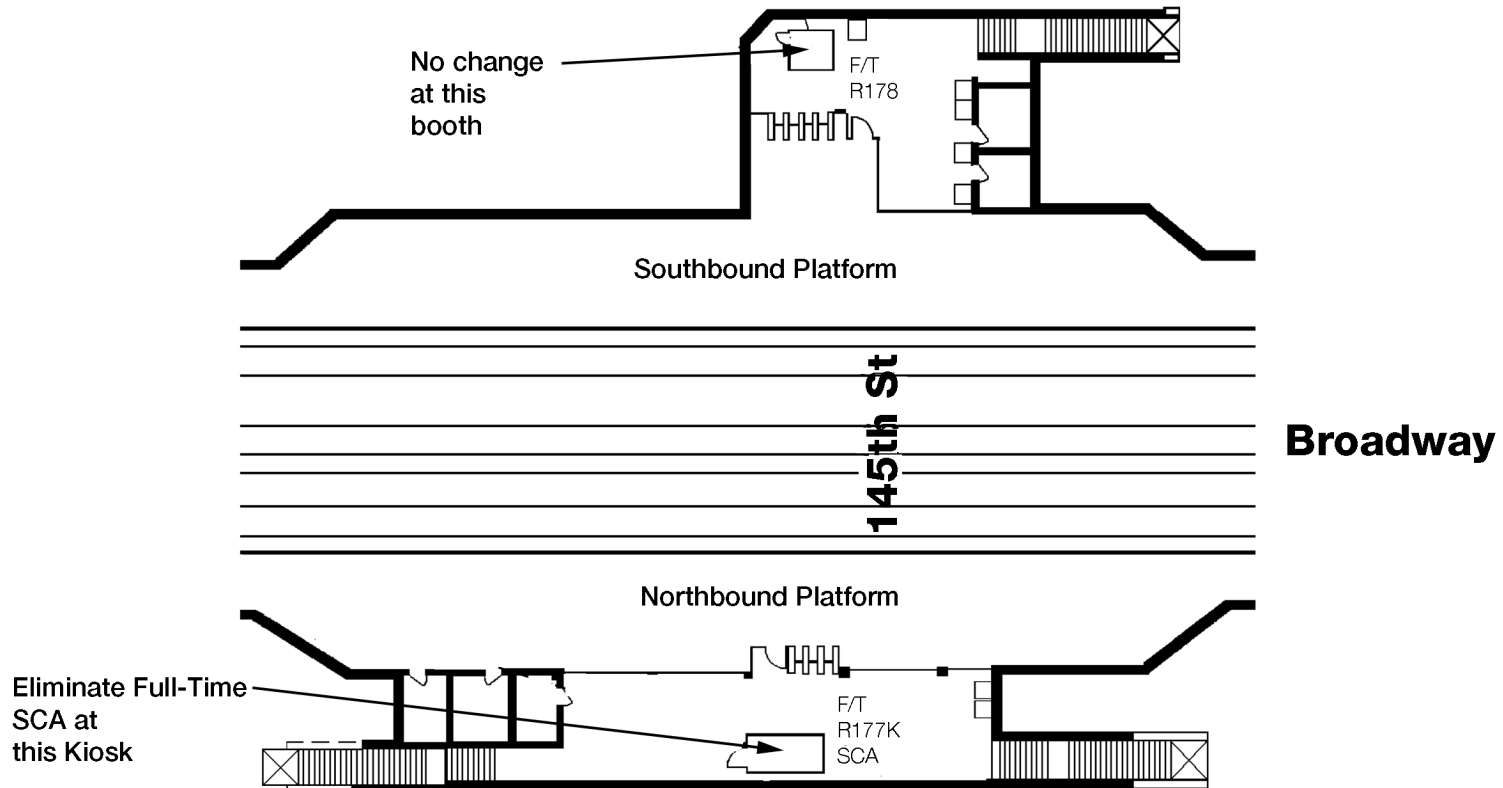 No change
at this
booth
F/T
R178
Southbound Platform
145th St
Broadway
Northbound Platform
Eliminate Full-Time
SCA at
this Kiosk
F/T
R177K
SCA